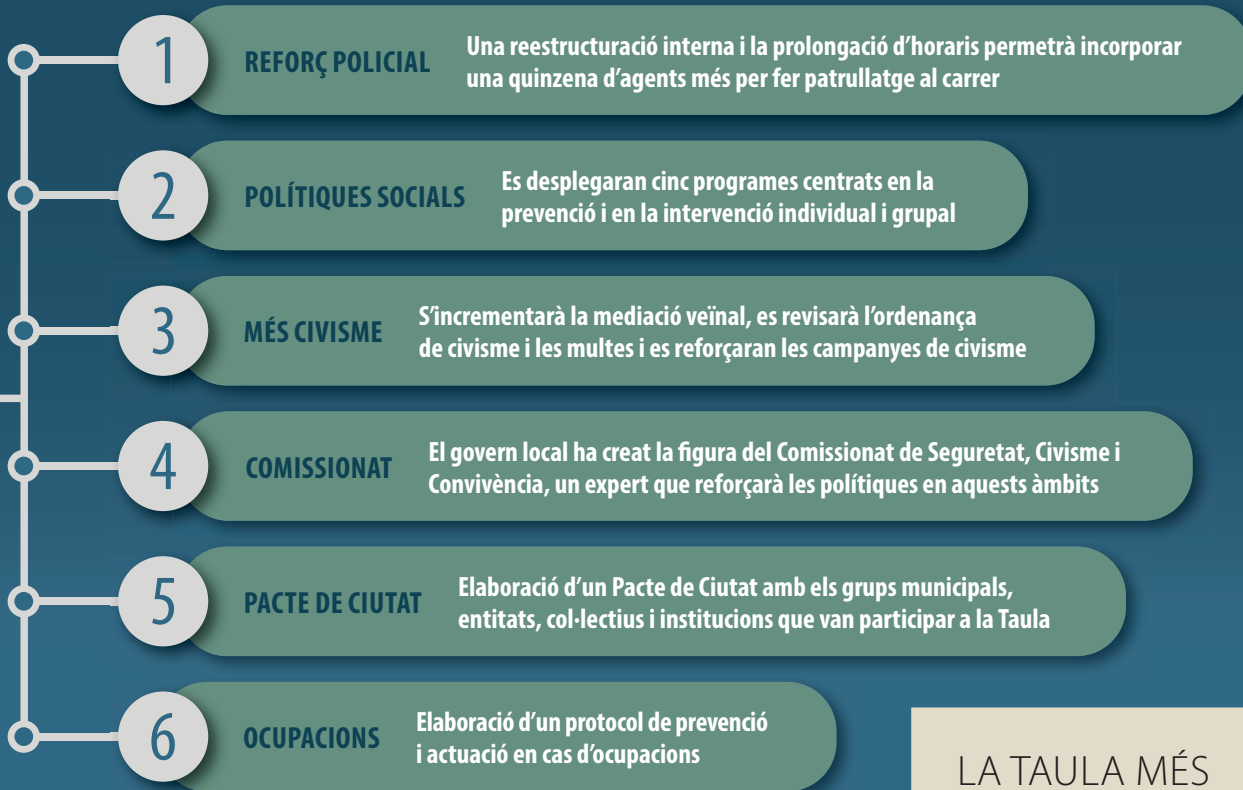 1
REFORÇ POLICIAL
Una reestructuració interna i la prolongació d'horaris permetrà incorporar
una quinzena d'agents més per fer patrullatge al carrer
2
POLÍTIQUES SOCIALS
Es desplegaran cinc programes centrats en la
prevenció i en la intervenció individual i grupal
3
MÉS CIVISME
S'incrementarà la mediació veïnal, es revisarà l'ordenança
de civisme i les multes i es reforçaran les campanyes de civisme
4
COMISSIONAT
El govern local ha creat la figura del Comissionat de Seguretat, Civisme i
Convivència, un expert que reforçarà les polítiques en aquests àmbits
5
PACTE DE CIUTAT
Elaboració d'un Pacte de Ciutat amb els grups municipals,
entitats, col·lectius i institucions que van participar a la Taula
6
OCUPACIONS
Elaboració d'un protocol de prevenció
i actuació en cas d'ocupacions
LA TAULA MÉS